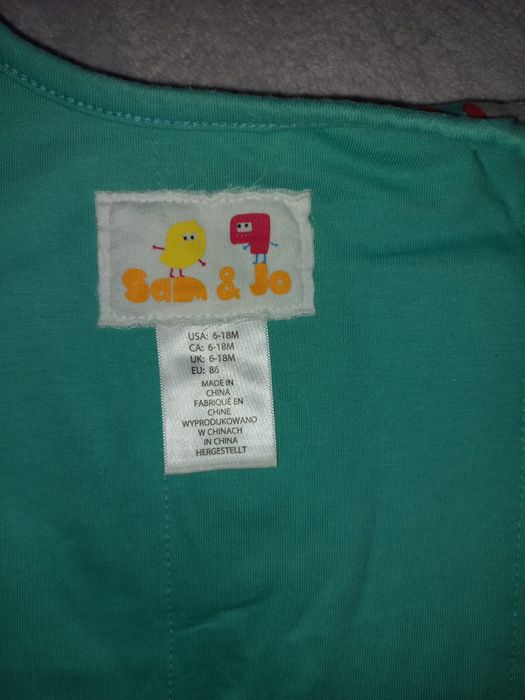 Sam & Jo
USA: 6-18M
CA: 6-18M
UK: 6-18M
EU: 86
MADE IN
CHINA
FABRIQUÉ EN
CHINE
WYPRODUKOWANO
W CHINACH
IN CHINA
HERGESTELLT